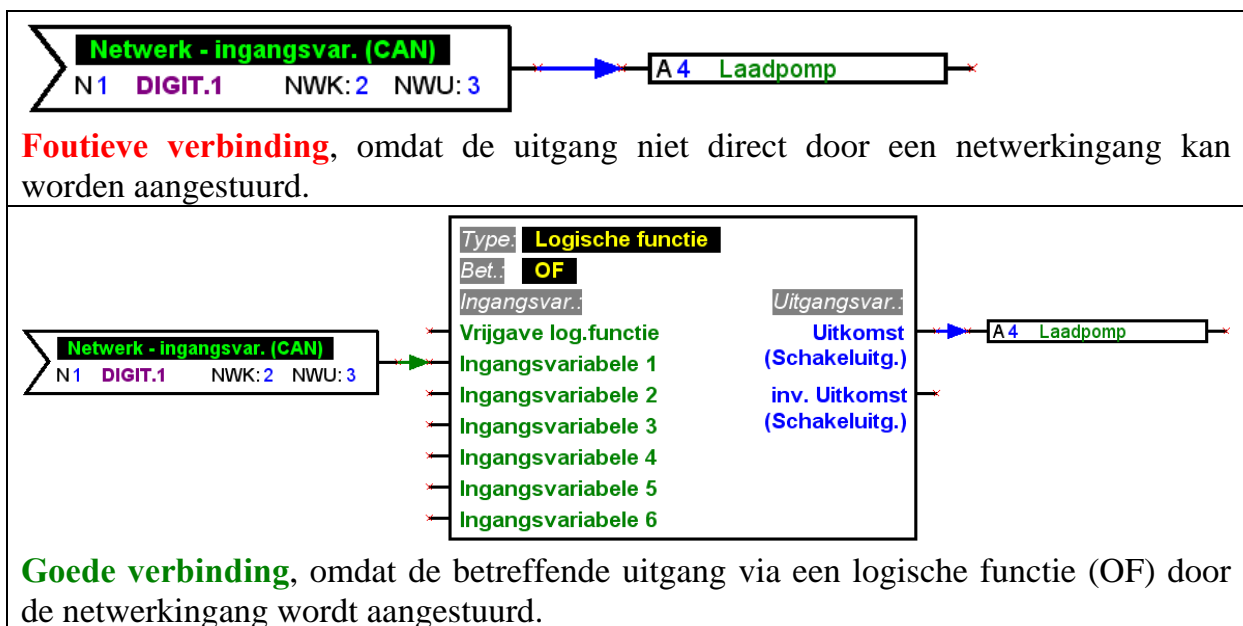 Netwerk - ingangsvar. (CAN)
N1 DIGIT.1 NWK: 2 NWU: 3
A 4 Laadpomp
Foutieve verbinding, omdat de uitgang niet direct door een netwerkingang kan
worden aangestuurd.
Type: Logische functie
Bet.: OF
Ingangsvar.: Uitgangsvar.:
Netwerk - ingangsvar. (CAN)
N1 DIGIT.1 NWK: 2 NWU: 3
Vrijgave log.functie
Ingangsvariabele 1
Ingangsvariabele 2
Ingangsvariabele 3
Ingangsvariabele 4
Ingangsvariabele 5
Ingangsvariabele 6
Uitkomst
(Schakeluitg.)
inv. Uitkomst
(Schakeluitg.)
A 4 Laadpomp
Goede verbinding, omdat de betreffende uitgang via een logische functie (OF) door
de netwerkingang wordt aangestuurd.